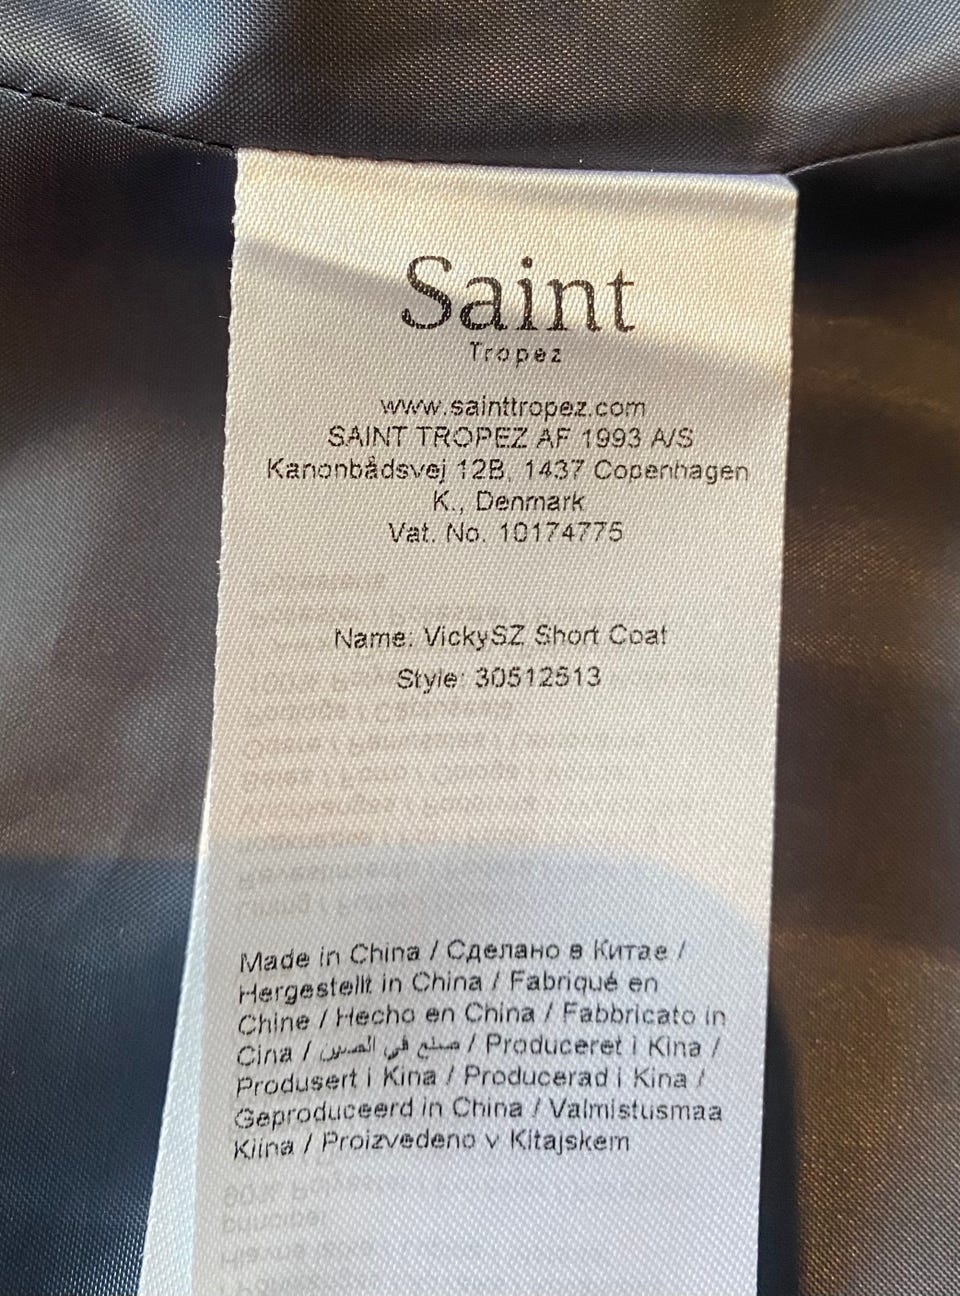 Saint
Tropez
www.sainttropez.com
SAINT TROPEZ AF 1993 A/S
Kanonbådsvej 12B, 1437 Copenhagen
K., Denmark
Vat. No. 10174775
Name: VickySZ Short Coat
Style: 30512513
Made in China / Сделано в Китае /
Hergestellt in China / Fabriqué en
Chine / Hecho en China / Fabbricato in
Cina / صنع في الصين / Produceret i Kina /
Produsert i Kina / Producerad i Kina /
Geproduceerd in China / Valmistusmaa
Kiina / Proizvedeno v Kitajskem